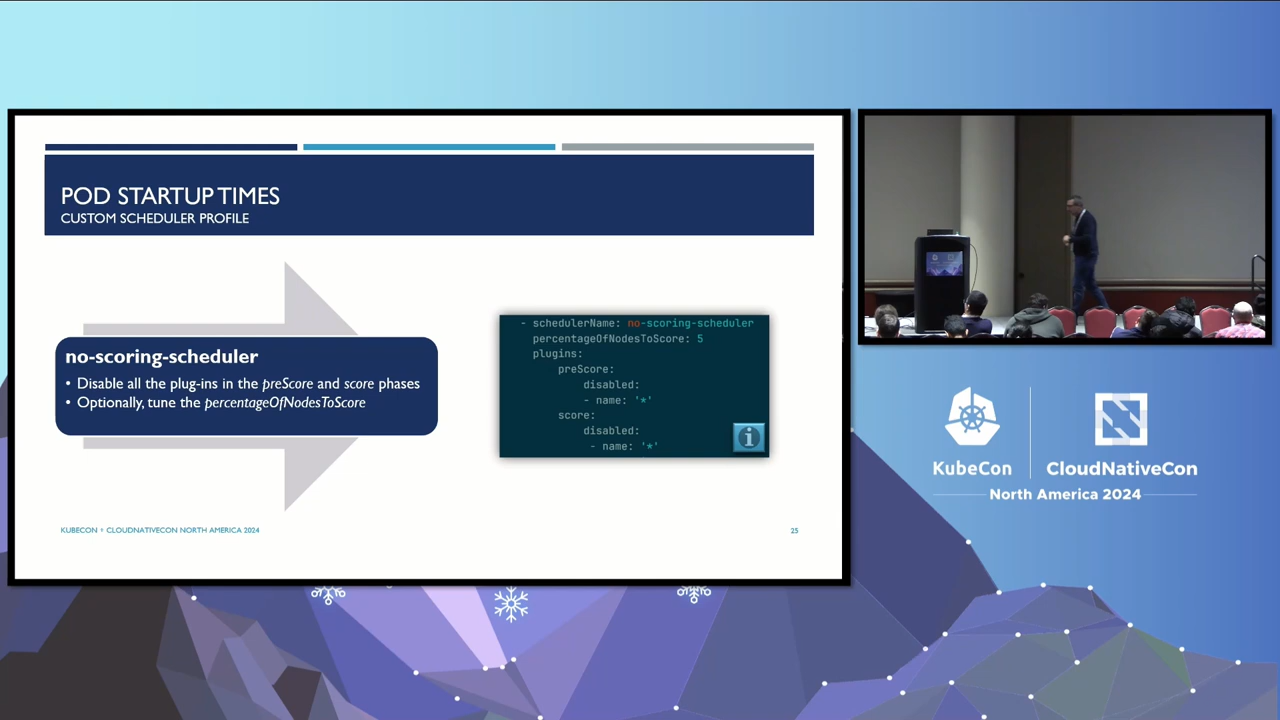 POD STARTUP TIMES
CUSTOM SCHEDULER PROFILE
no-scoring-scheduler
• Disable all the plug-ins in the preScore and score phases
• Optionally, tune the percentageOfNodesToScore
- schedulerName: no-scoring-scheduler
percentageOfNodesToScore: 5
plugins:
preScore:
disabled:
- name: '*'
score:
disabled:
- name: '*'
KUBECON + CLOUDNATIVECON NORTH AMERICA 2024
25
KubeCon
CloudNativeCon
North America 2024